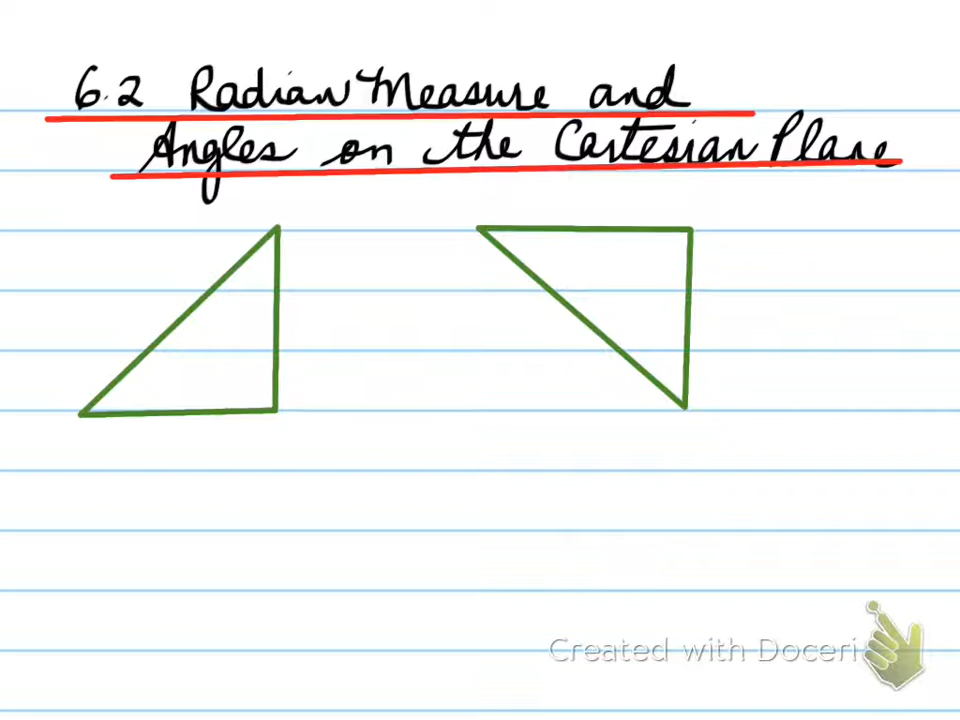 6.2 Radian Measure and
Angles on the Cartesian Plane
Created with Doceri